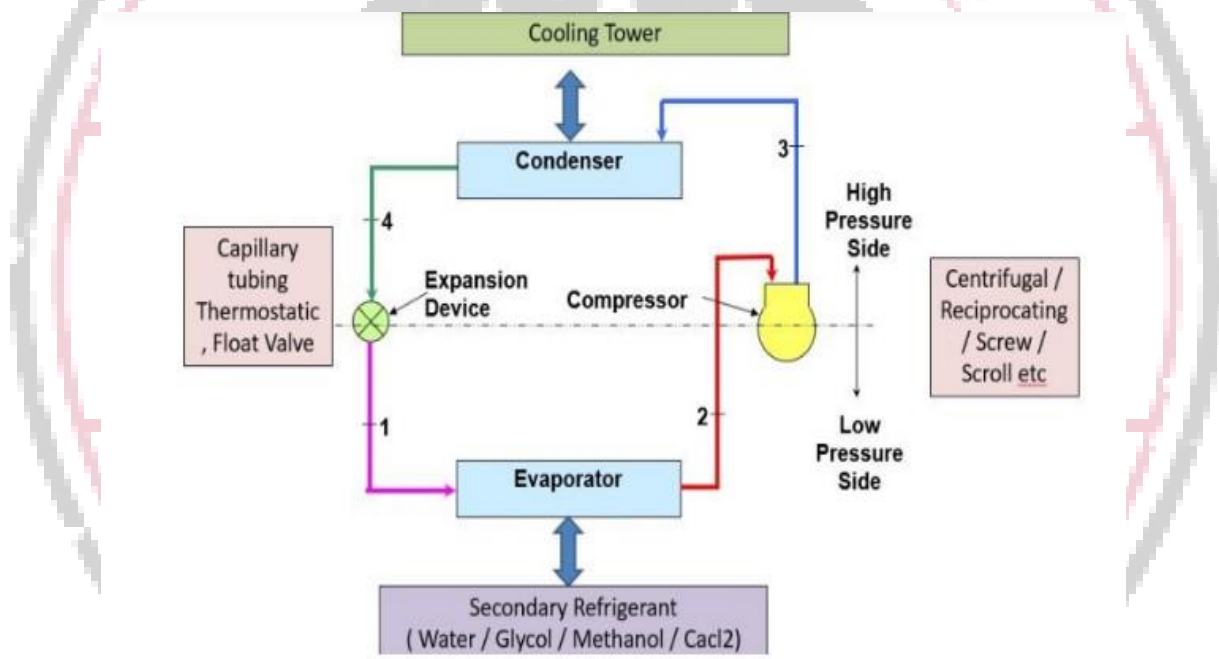 Cooling Tower
Condenser
3
4
High
Pressure
Side
Capillary
tubing
Thermostatic
, Float Valve
Expansion
Device
Compressor
Centrifugal /
Reciprocating
/ Screw /
Scroll etc
1
2
Low
Pressure
Side
Evaporator
Secondary Refrigerant
( Water / Glycol / Methanol / Cacl2)